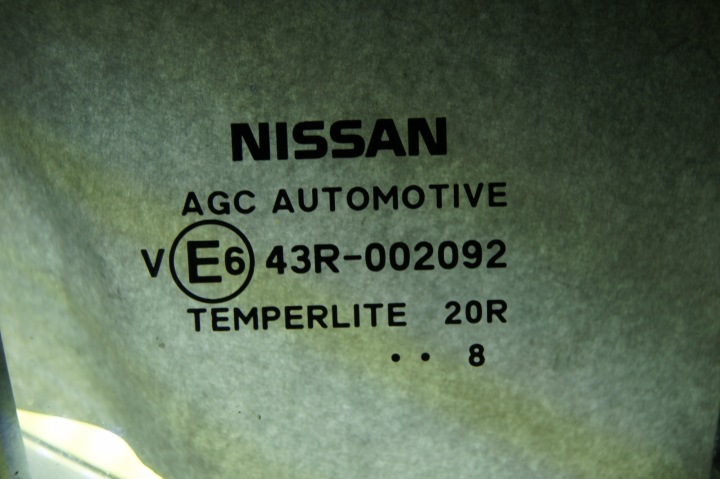 NISSAN
AGC AUTOMOTIVE
V E6 43R-002092
TEMPERLITE 20R
• • 8